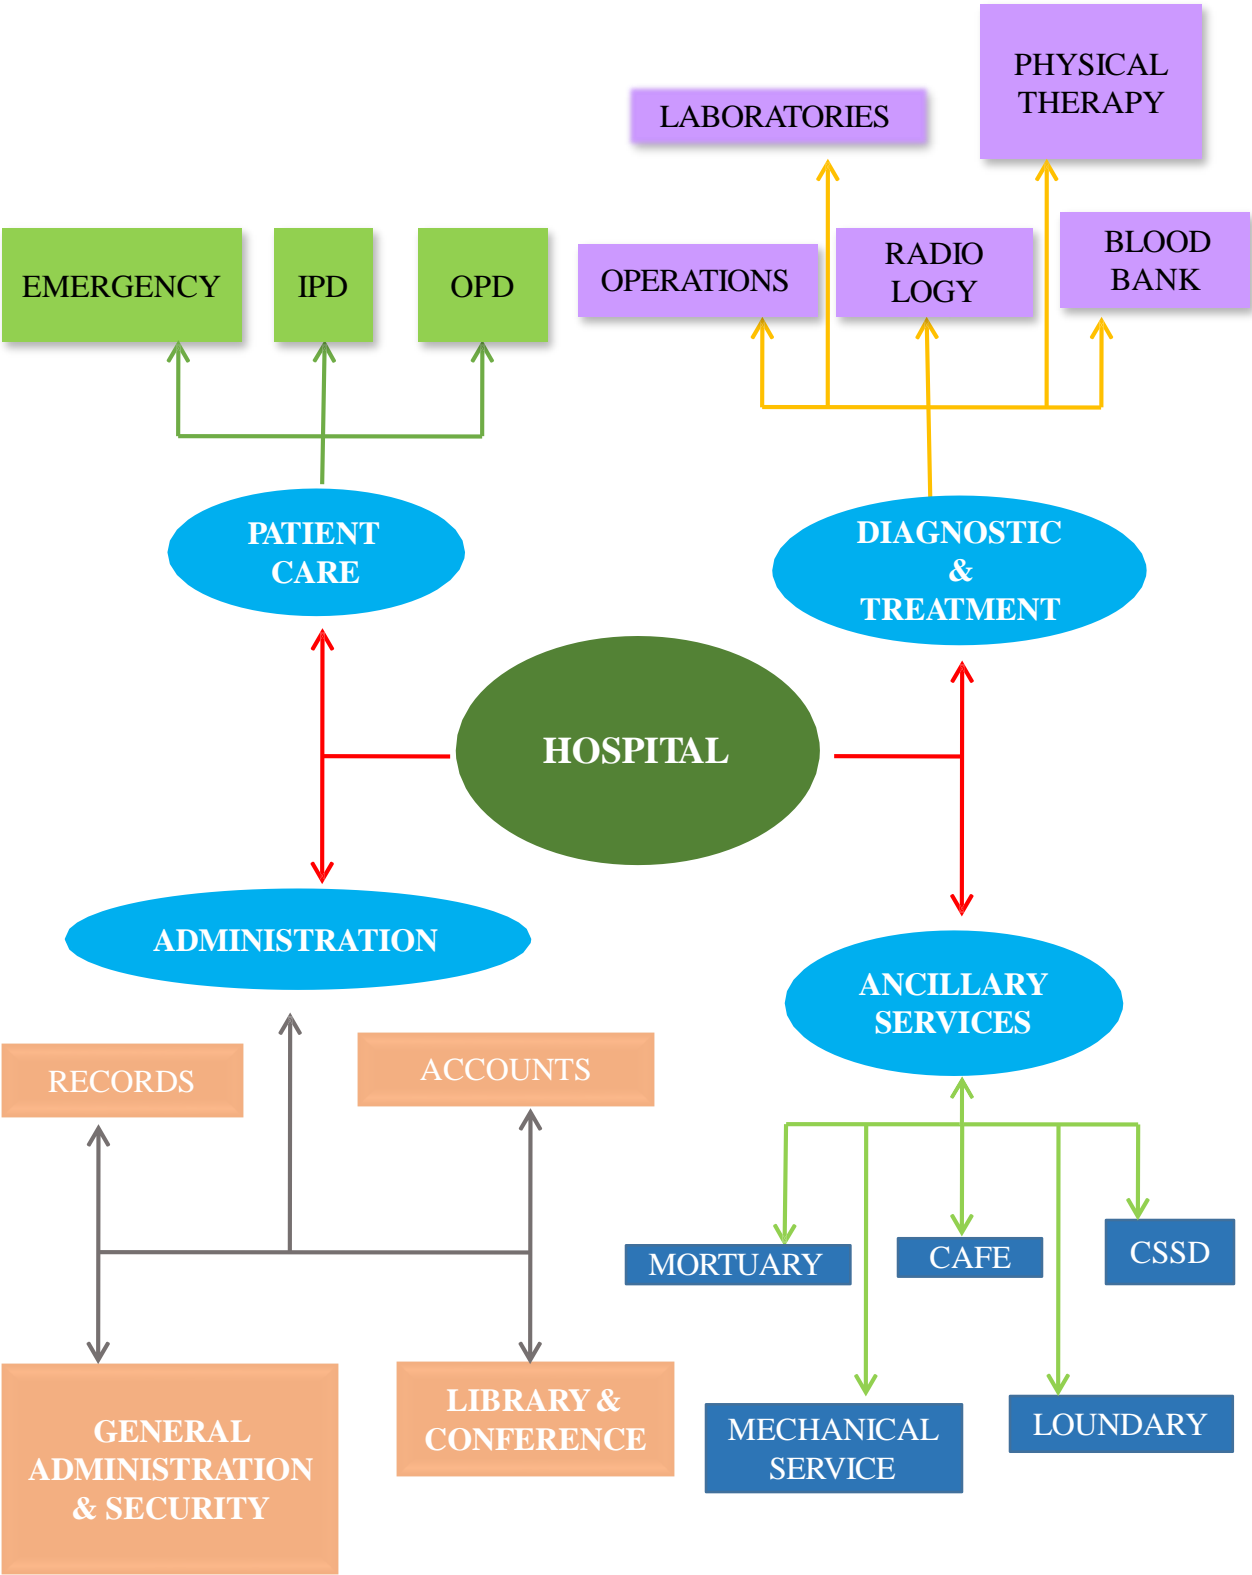 PHYSICAL
THERAPY
LABORATORIES
EMERGENCY
IPD
OPD
OPERATIONS
RADIO
LOGY
BLOOD
BANK
PATIENT
CARE
DIAGNOSTIC
&
TREATMENT
HOSPITAL
ADMINISTRATION
ANCILLARY
SERVICES
RECORDS
ACCOUNTS
MORTUARY
CAFE
CSSD
GENERAL
ADMINISTRATION
& SECURITY
LIBRARY &
CONFERENCE
MECHANICAL
SERVICE
LOUNDARY